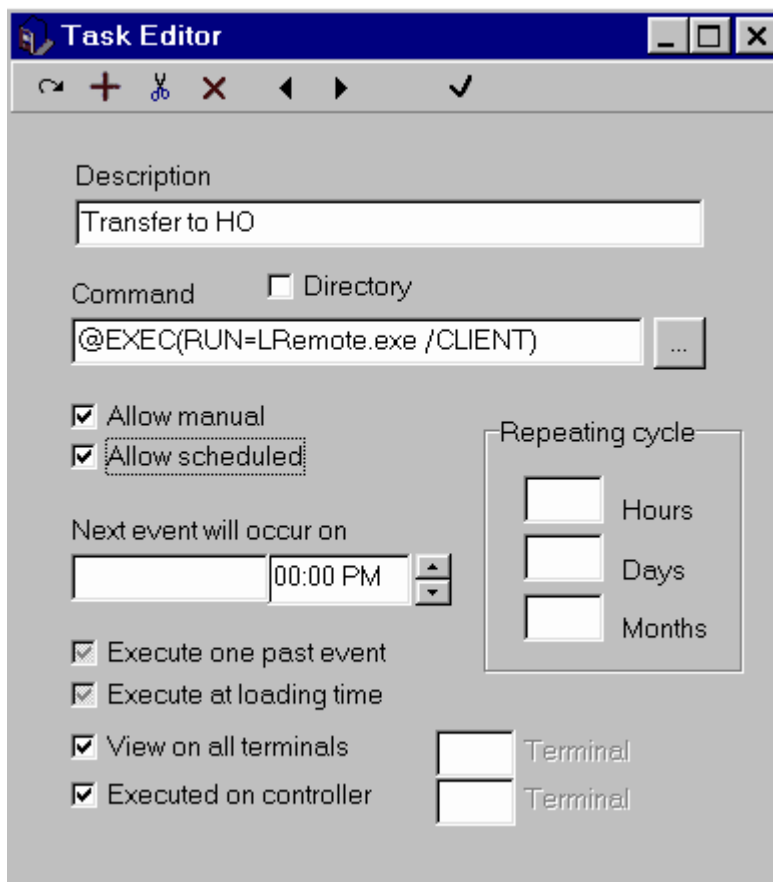 Task Editor
Description
Transfer to HO
Command
Directory
@EXEC(RUN=LRemote.exe /CLIENT)
...
Allow manual
Allow scheduled
Repeating cycle
Hours
Days
Months
Next event will occur on
00:00 PM
Execute one past event
Execute at loading time
View on all terminals
Terminal
Executed on controller
Terminal